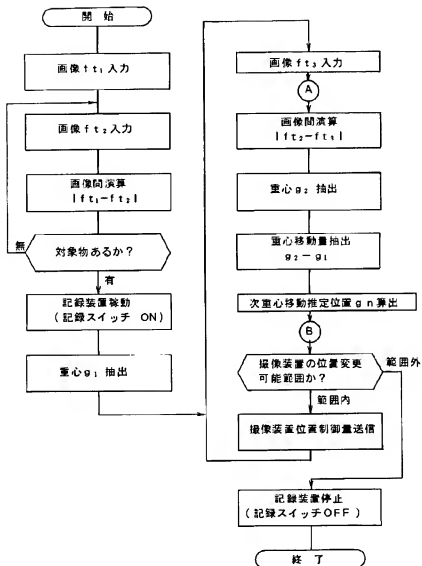 開始
画像ft₁入力
画像ft₂入力
画像間演算
|ft₁-ft₂|
対象物あるか?
無
有
記録装置稼動
(記録スイッチ ON)
重心g₁抽出
画像ft₃入力
A
画像間演算
|ft₂-ft₃|
重心g₂抽出
重心移動量抽出
g₂-g₁
次重心移動推定位置gn算出
B
撮像装置の位置変更
可能範囲か?
範囲外
範囲内
撮像装置位置制御量送信
記録装置停止
(記録スイッチOFF)
終了